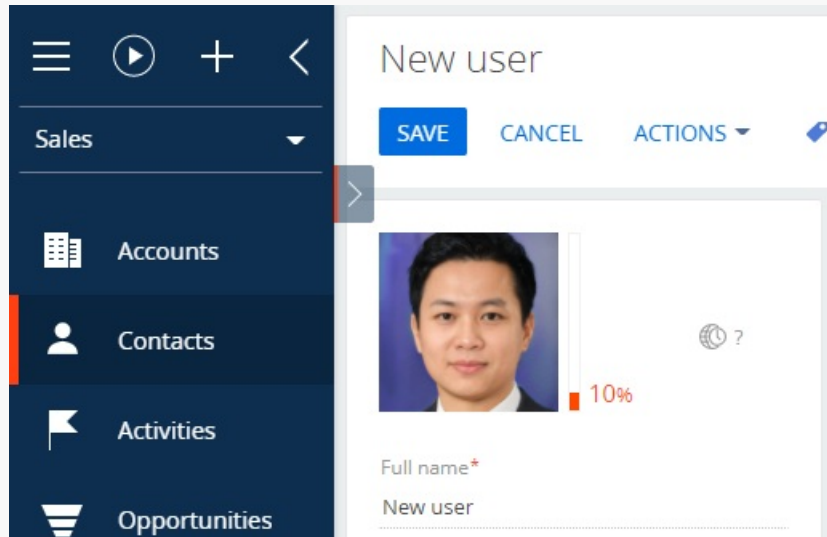 New user
Sales
SAVE CANCEL ACTIONS
Accounts
Contacts
?
10%
Activities
Full name*
New user
Opportunities